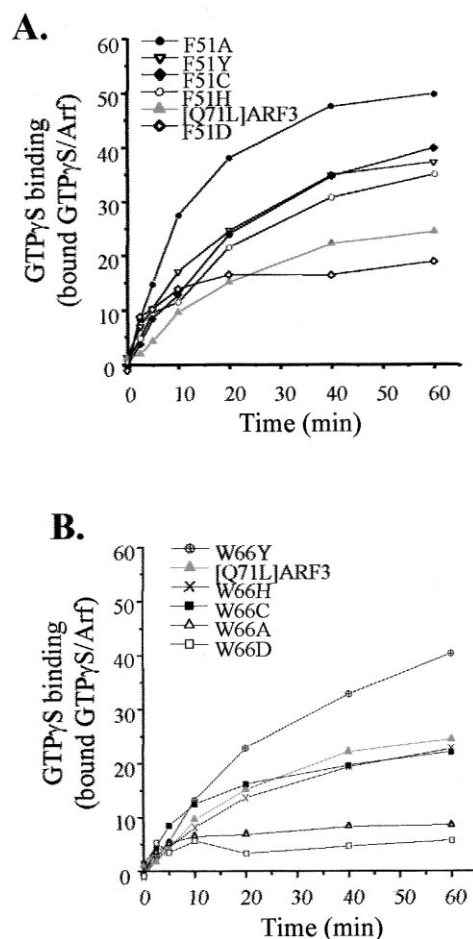 A.
60
50
40
30
20
10
0
GTPγS binding
(bound GTPγS/Arf)
F51A
F51Y
F51C
F51H
[Q71L]ARF3
F51D
0 10 20 30 40 50 60
Time (min)
B.
60
50
40
30
20
10
0
GTPγS binding
(bound GTPγS/Arf)
W66Y
[Q71L]ARF3
W66H
W66C
W66A
W66D
0 10 20 30 40 50 60
Time (min)